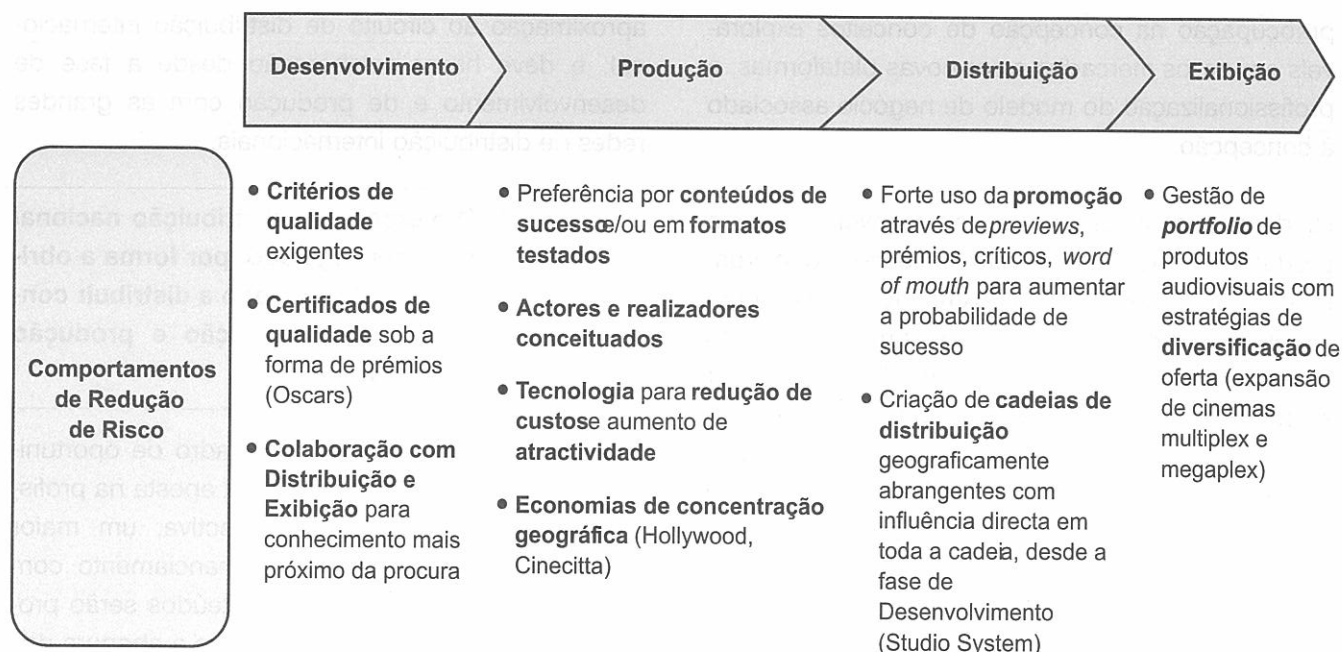 Desenvolvimento
Produção
Distribuição
Exibição
Comportamentos
de Redução
de Risco
• Critérios de
qualidade
exigentes
• Certificados de
qualidade sob a
forma de prémios
(Oscars)
• Colaboração com
Distribuição e
Exibição para
conhecimento mais
próximo da procura
• Preferência por conteúdos de
sucessoe/ou em formatos
testados
• Actores e realizadores
conceituados
• Tecnologia para redução de
custose aumento de
atractividade
• Economias de concentração
geográfica (Hollywood,
Cinecitta)
• Forte uso da promoção
através de previews,
prémios, críticos, word
of mouth para aumentar
a probabilidade de
sucesso
• Criação de cadeias de
distribuição
geograficamente
abrangentes com
influência directa em
toda a cadeia, desde a
fase de
Desenvolvimento
(Studio System)
• Gestão de
portfolio de
produtos
audiovisuais com
estratégias de
diversificação de
oferta (expansão
de cinemas
multiplex e
megaplex)